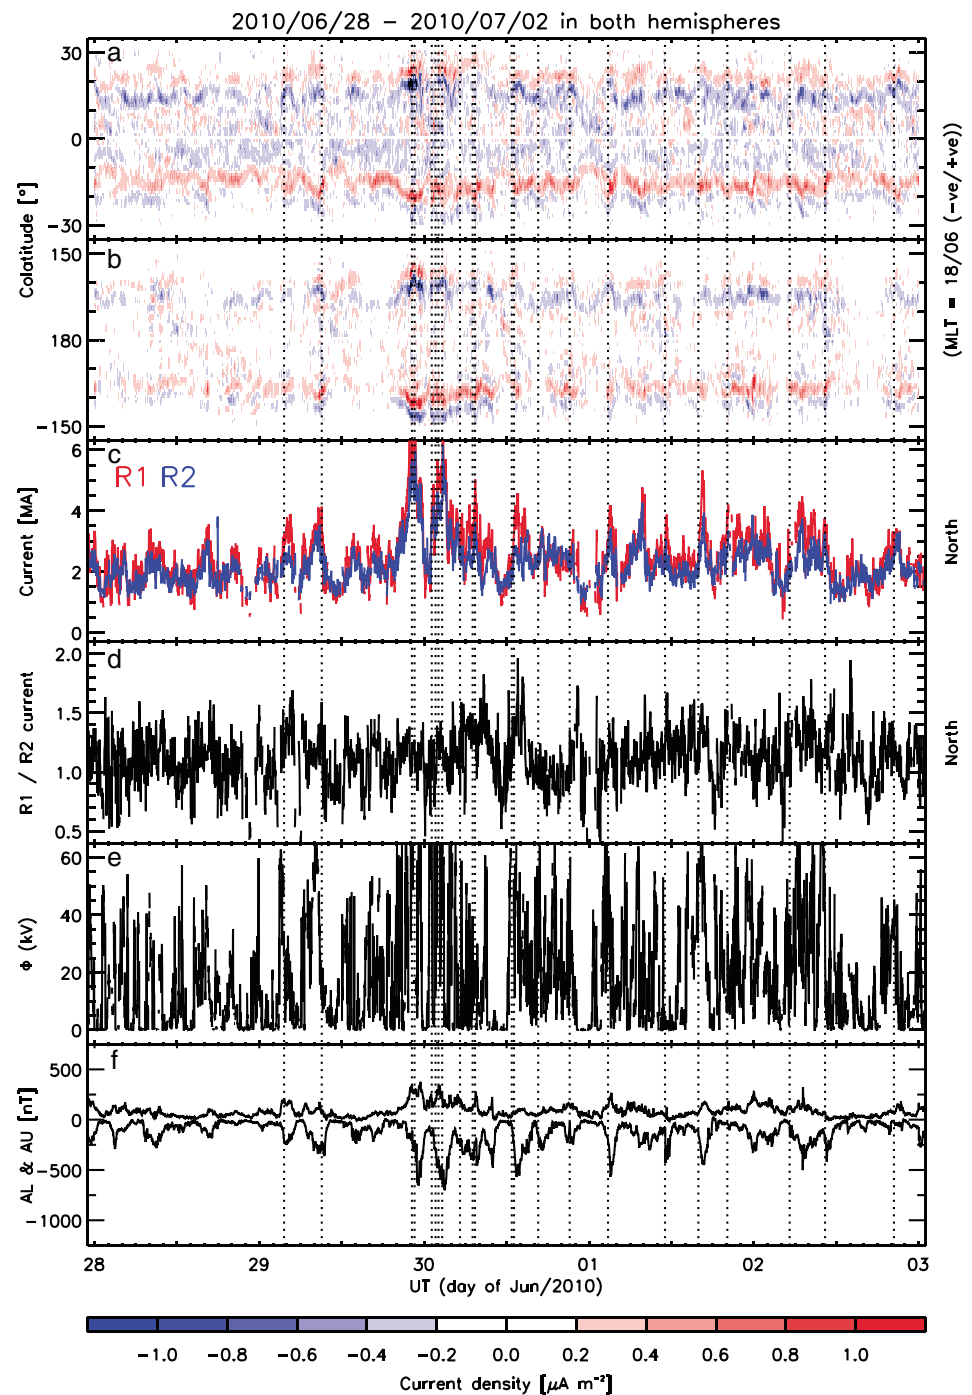 2010/06/28 – 2010/07/02 in both hemispheres
a
30
0
−30
Colatitude [°]
(MLT = 18/06 (−ve/+ve))
b
150
180
−150
c
R1 R2
6
4
2
0
Current [MA]
North
d
2.0
1.5
1.0
0.5
R1 / R2 current
North
e
60
40
20
0
Φ (kV)
f
500
0
−500
−1000
AL & AU [nT]
28 29 30 01 02 03
UT (day of Jun/2010)
−1.0 −0.8 −0.6 −0.4 −0.2 0.0 0.2 0.4 0.6 0.8 1.0
Current density [μA m⁻²]